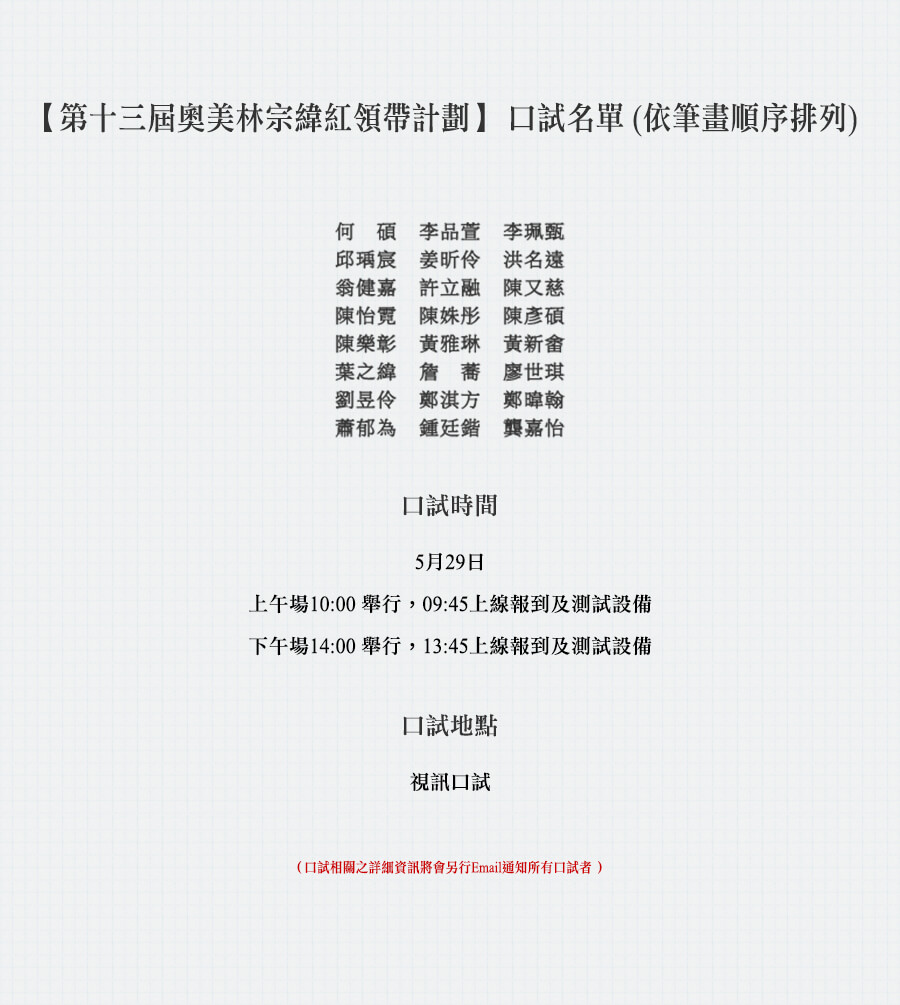 【第十三屆奧美林宗緯紅領帶計劃】 口試名單 (依筆畫順序排列)
何　碩　李品萱　李珮甄
邱瑀宸　姜昕伶　洪名遠
翁健嘉　許立融　陳又慈
陳怡霓　陳姝彤　陳彥碩
陳樂彰　黃雅琳　黃新畬
葉之緯　詹　蕎　廖世琪
劉昱伶　鄭淇方　鄭暐翰
蕭郁為　鍾廷鍇　龔嘉怡
口試時間
5月29日
上午場10:00 舉行，09:45上線報到及測試設備
下午場14:00 舉行，13:45上線報到及測試設備
口試地點
視訊口試
（口試相關之詳細資訊將會另行Email通知所有口試者）